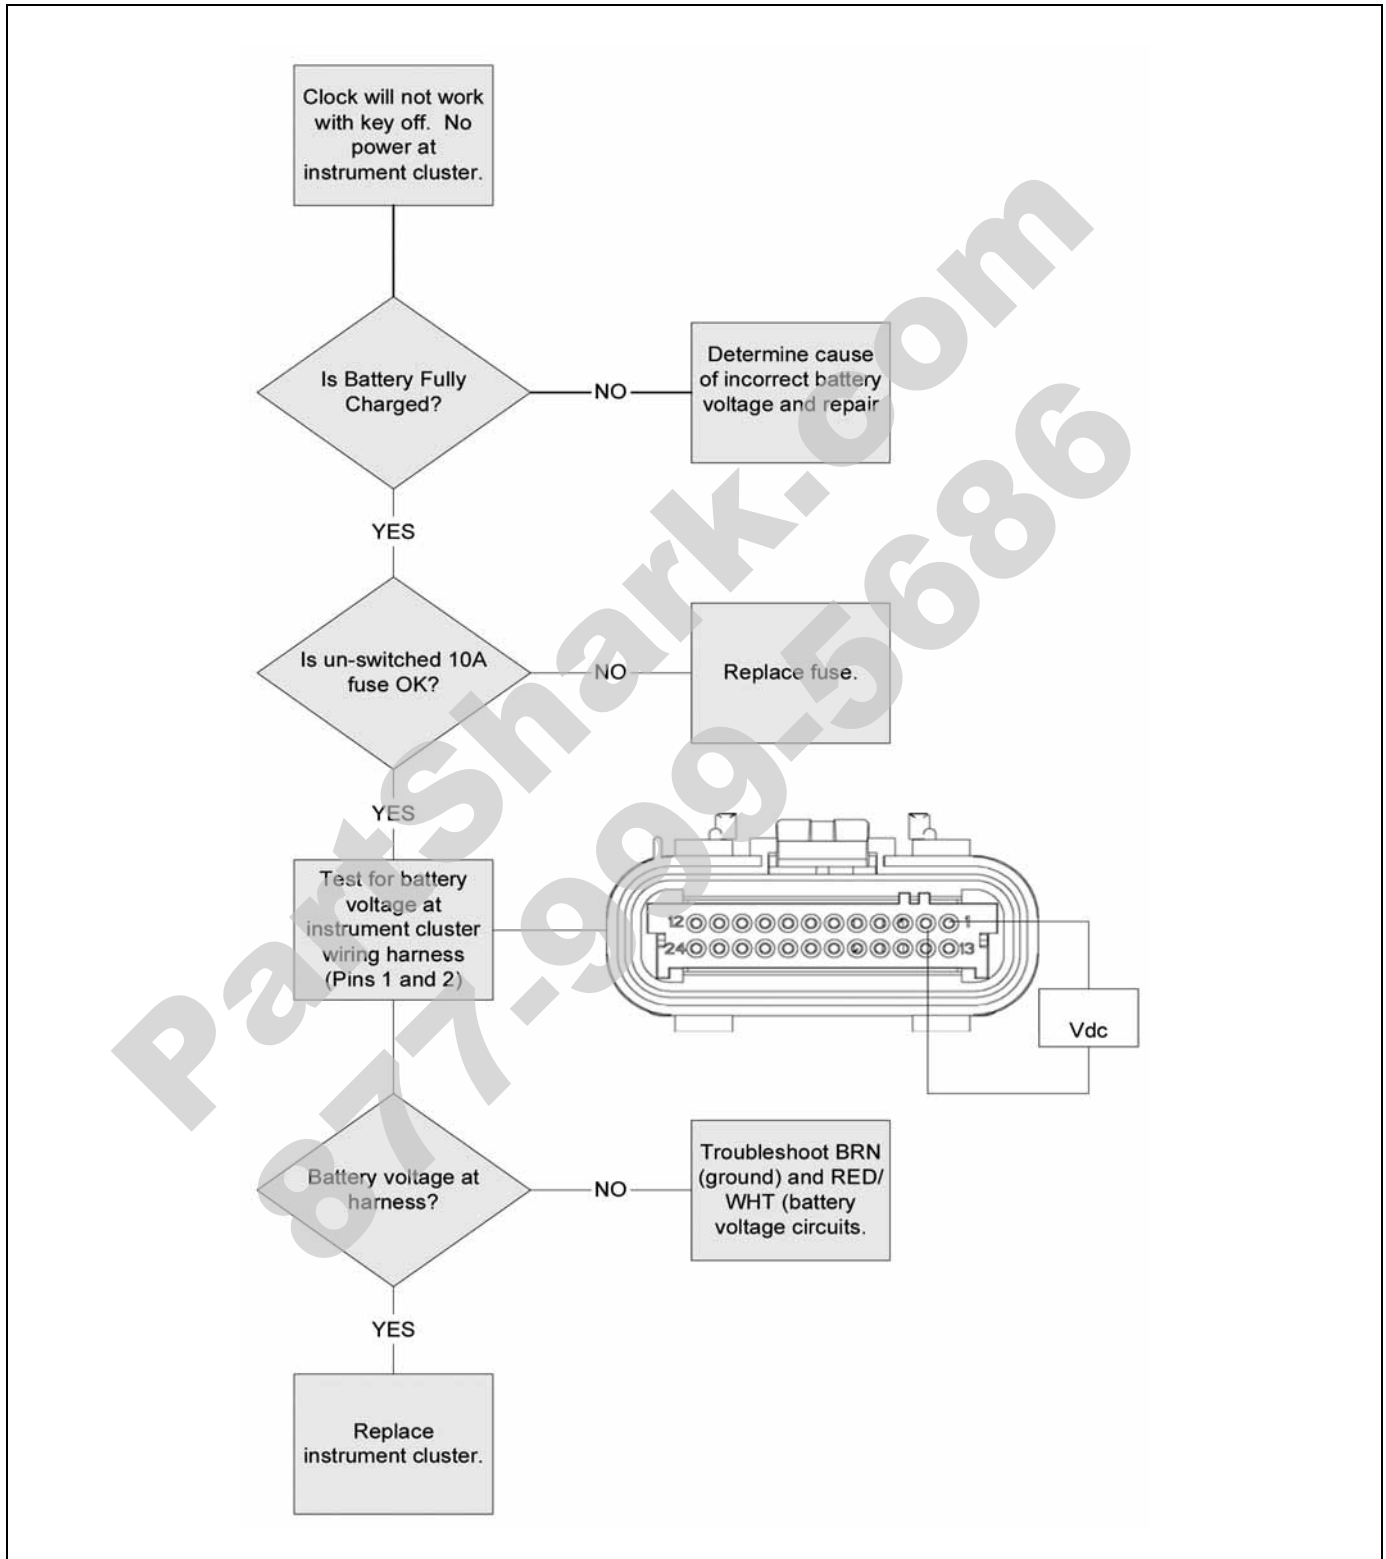 Clock will not work
with key off. No
power at
instrument cluster.
Is Battery Fully
Charged?
NO
Determine cause
of incorrect battery
voltage and repair
YES
Is un-switched 10A
fuse OK?
NO
Replace fuse.
YES
Test for battery
voltage at
instrument cluster
wiring harness
(Pins 1 and 2)
12
1
24
13
Vdc
Battery voltage at
harness?
NO
Troubleshoot BRN
(ground) and RED/
WHT (battery
voltage circuits.
YES
Replace
instrument cluster.
PartShark.com
877-999-5686